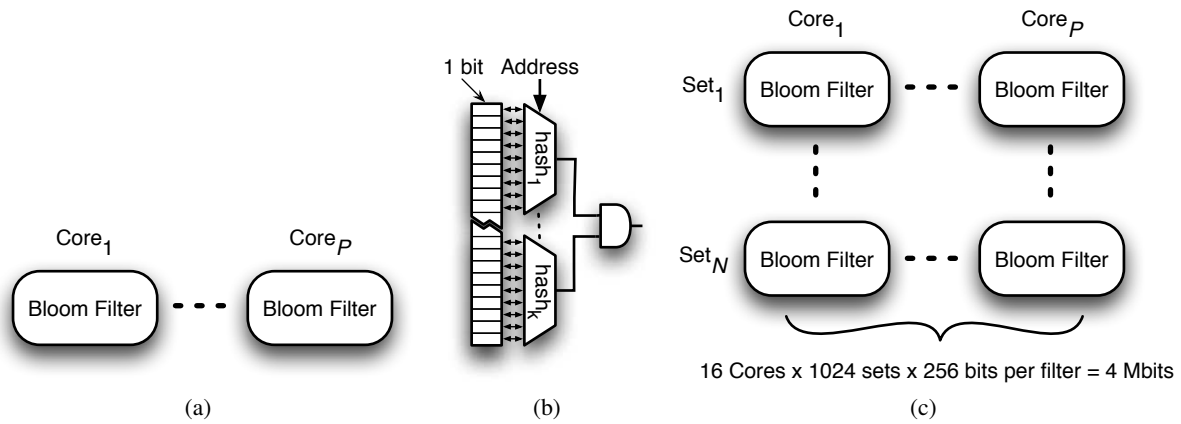 Core1
CoreP
Bloom Filter
Bloom Filter
(a)
1 bit
Address
hash1
hashk
(b)
Core1
CoreP
Set1
Bloom Filter
Bloom Filter
SetN
Bloom Filter
Bloom Filter
16 Cores x 1024 sets x 256 bits per filter = 4 Mbits
(c)